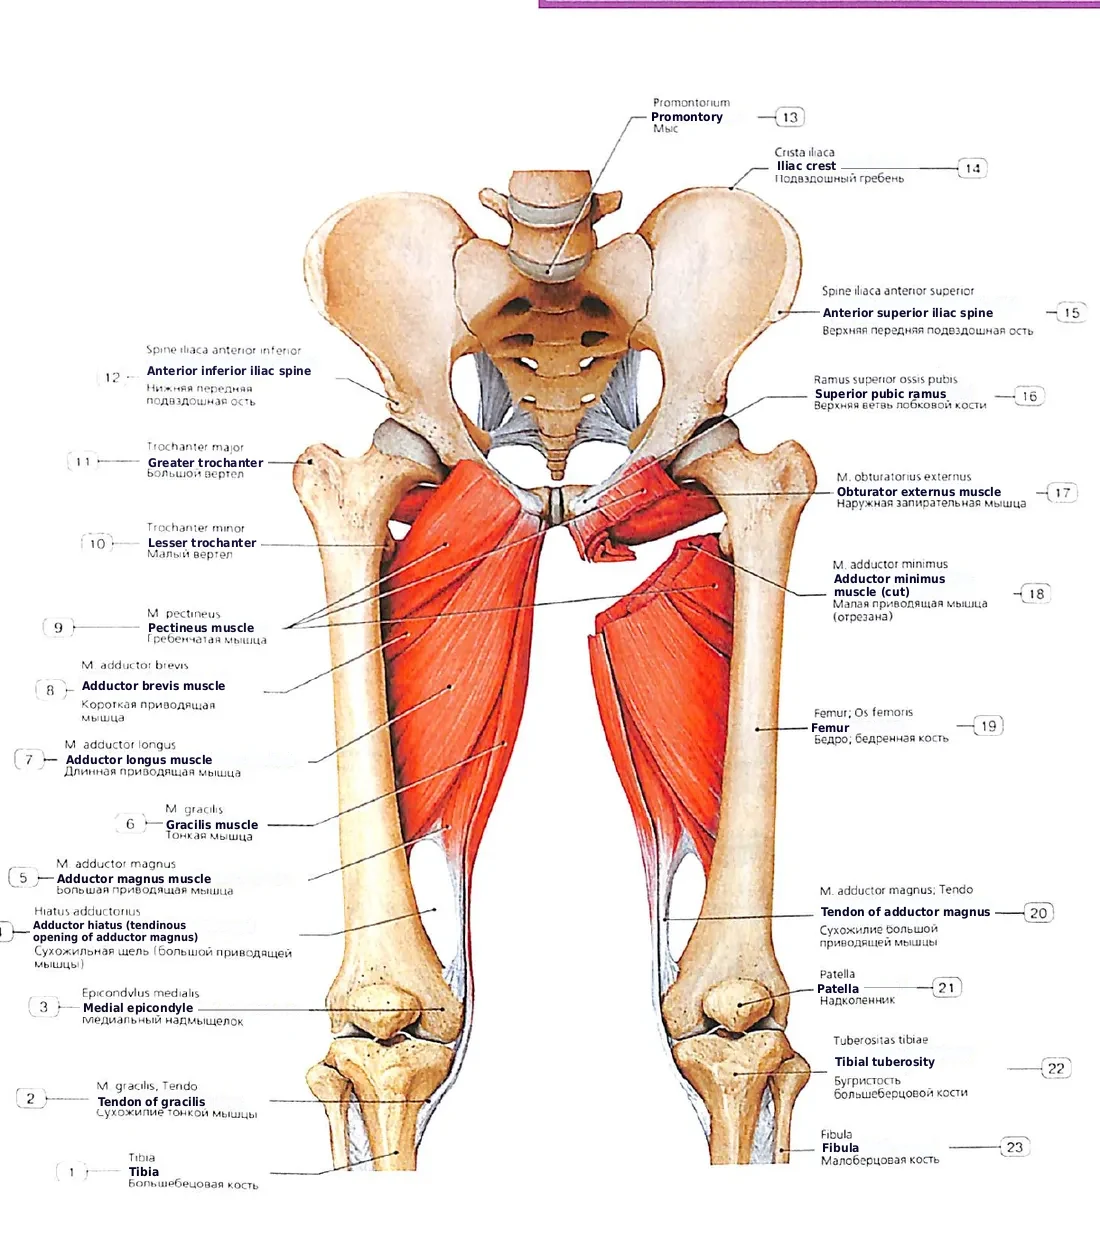 Promontorium
Promontory
Мыс
13
Crista iliaca
Iliac crest
Подвздошный гребень
14
Spine iliaca anterior superior
Anterior superior iliac spine
Верхняя передняя подвздошная ость
15
Spine iliaca anterior inferior
12
Anterior inferior iliac spine
Нижняя передняя
подвздошная ость
Ramus superior ossis pubis
Superior pubic ramus
Верхняя ветвь лобковой кости
16
Trochanter major
11
Greater trochanter
Большой вертел
M. obturatorius externus
Obturator externus muscle
Наружная запирательная мышца
17
Trochanter minor
10
Lesser trochanter
Малый вертел
M. adductor minimus
Adductor minimus
muscle (cut)
Малая приводящая мышца
(отрезана)
18
M. pectineus
9
Pectineus muscle
Гребенчатая мышца
M. adductor brevis
8
Adductor brevis muscle
Короткая приводящая
мышца
Femur; Os femoris
Femur
Бедро; бедренная кость
19
M. adductor longus
7
Adductor longus muscle
Длинная приводящая мышца
M. gracilis
6
Gracilis muscle
Тонкая мышца
M. adductor magnus
5
Adductor magnus muscle
Большая приводящая мышца
M. adductor magnus; Tendo
Tendon of adductor magnus
20
Сухожилие большой
приводящей мышцы
Hiatus adductorius
Adductor hiatus (tendinous
opening of adductor magnus)
Сухожильная щель (большой приводящей
мышцы)
Patella
Patella
Надколенник
21
Epicondylus medialis
3
Medial epicondyle
Медиальный надмыщелок
Tuberositas tibiae
Tibial tuberosity
22
Бугристость
большеберцовой кости
M. gracilis, Tendo
2
Tendon of gracilis
Сухожилие тонкой мышцы
Fibula
Fibula
Малоберцовая кость
23
Tibia
1
Tibia
Большебецовая кость